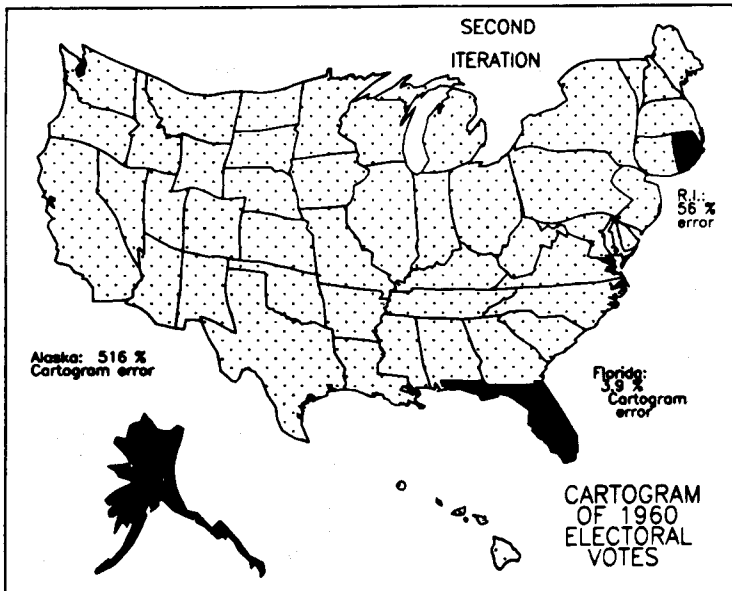 SECOND
ITERATION
R.I.:
56 %
error
Alaska: 516 %
Cartogram error
Florida:
3.9 %
Cartogram
error
CARTOGRAM
OF 1960
ELECTORAL
VOTES